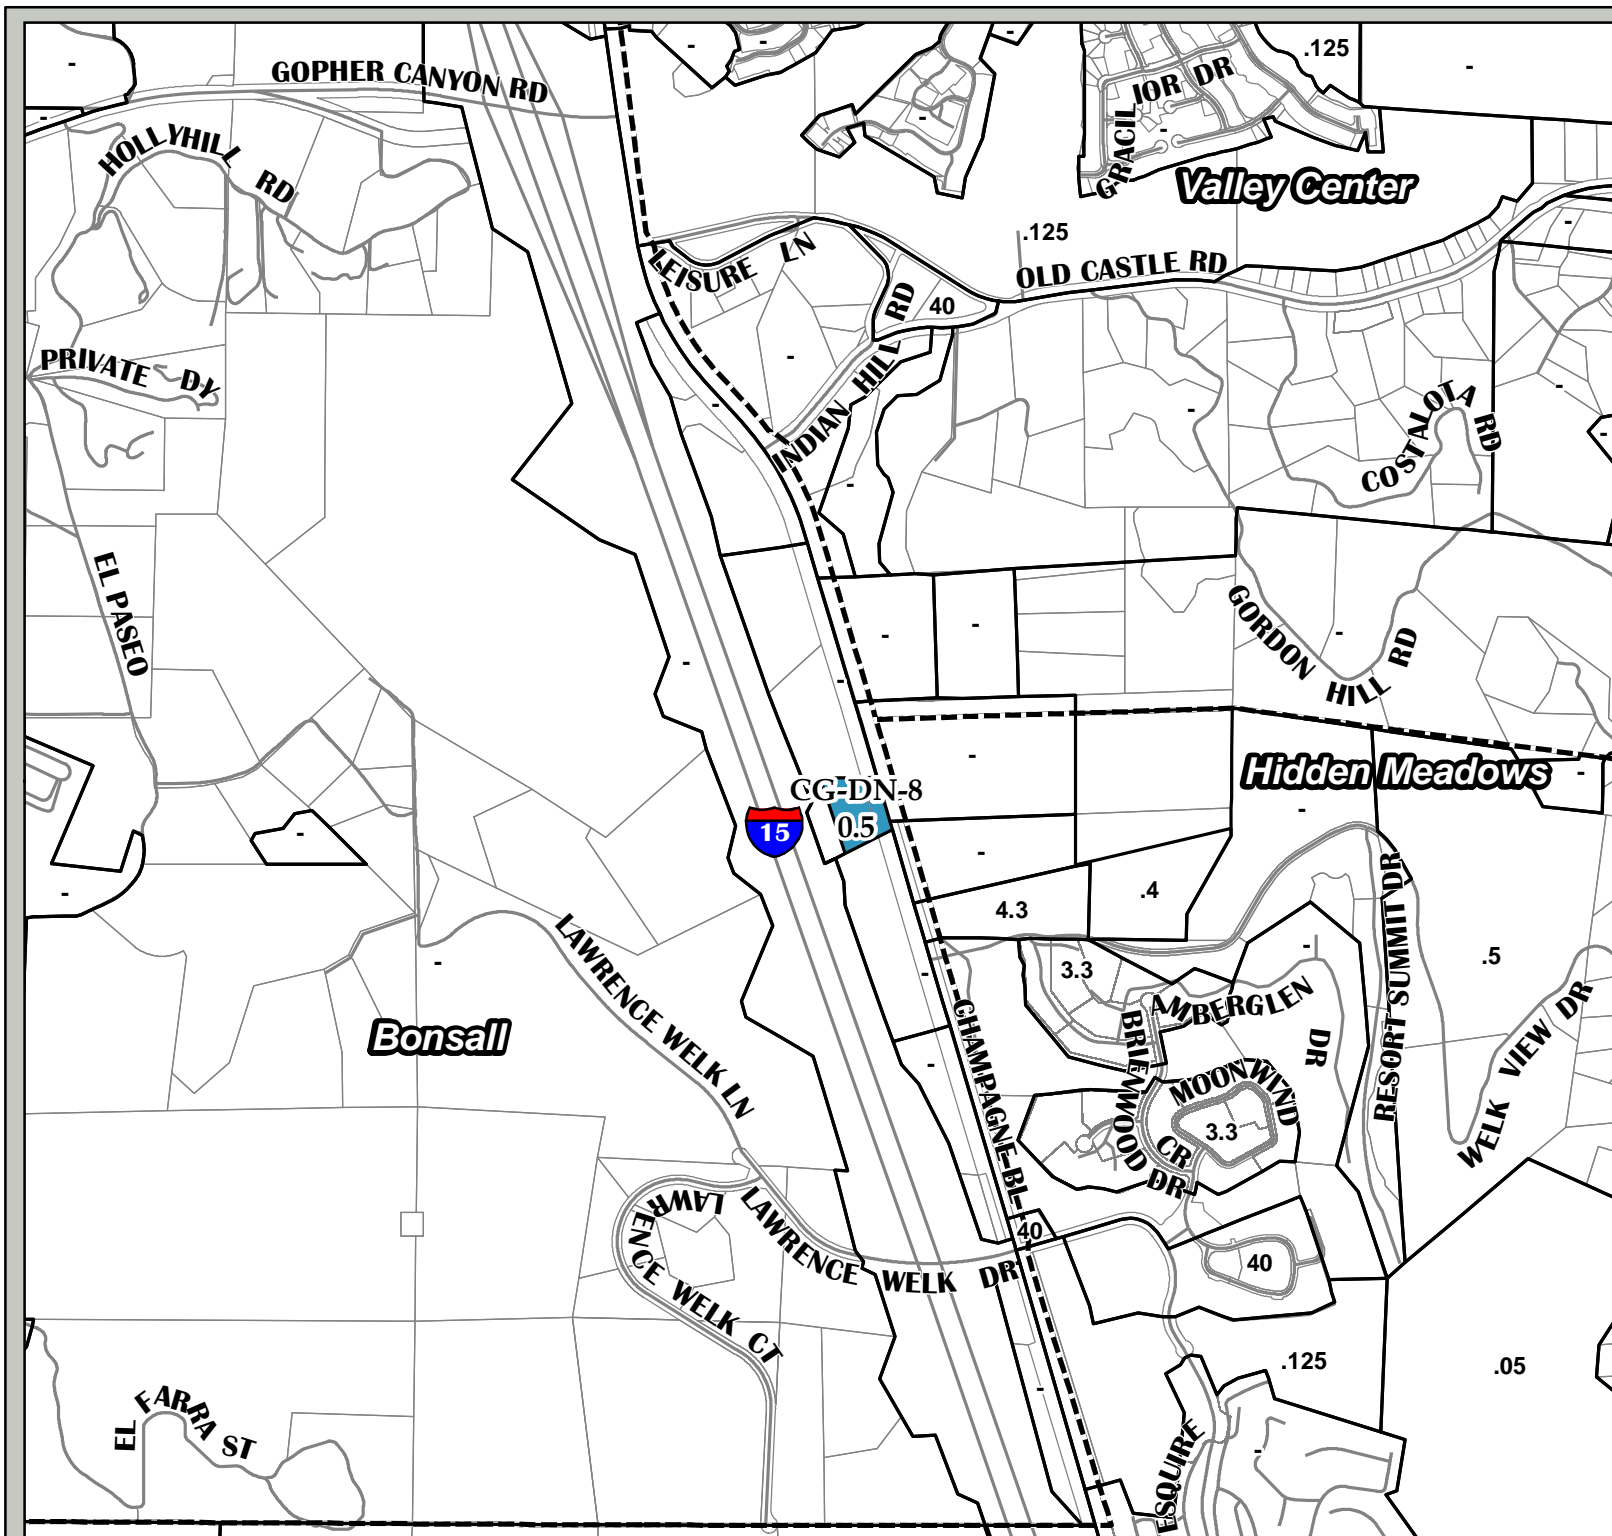 GOPHER CANYON RD
HOLLYHILL RD
.125
GRACIL IOR DR
Valley Center
.125
LEISURE LN
OLD CASTLE RD
INDIAN HILL RD
40
PRIVATE DY
COSTALOTA RD
EL PASEO
GORDON HILL RD
Hidden Meadows
CG-DN-8
0.5
15
4.3
.4
RESORT SUMMIT DR
.5
3.3
LAWRENCE WELK LN
Bonsall
CHAMPAGNE BL
AMBERGLEN DR
BRIENWOOD DR
MOONWIND CR
3.3
WELK VIEW DR
LAWRENCE WELK CT
LAWRENCE WELK DR
40
40
.125
.05
EL FARRA ST
ESQUIRE